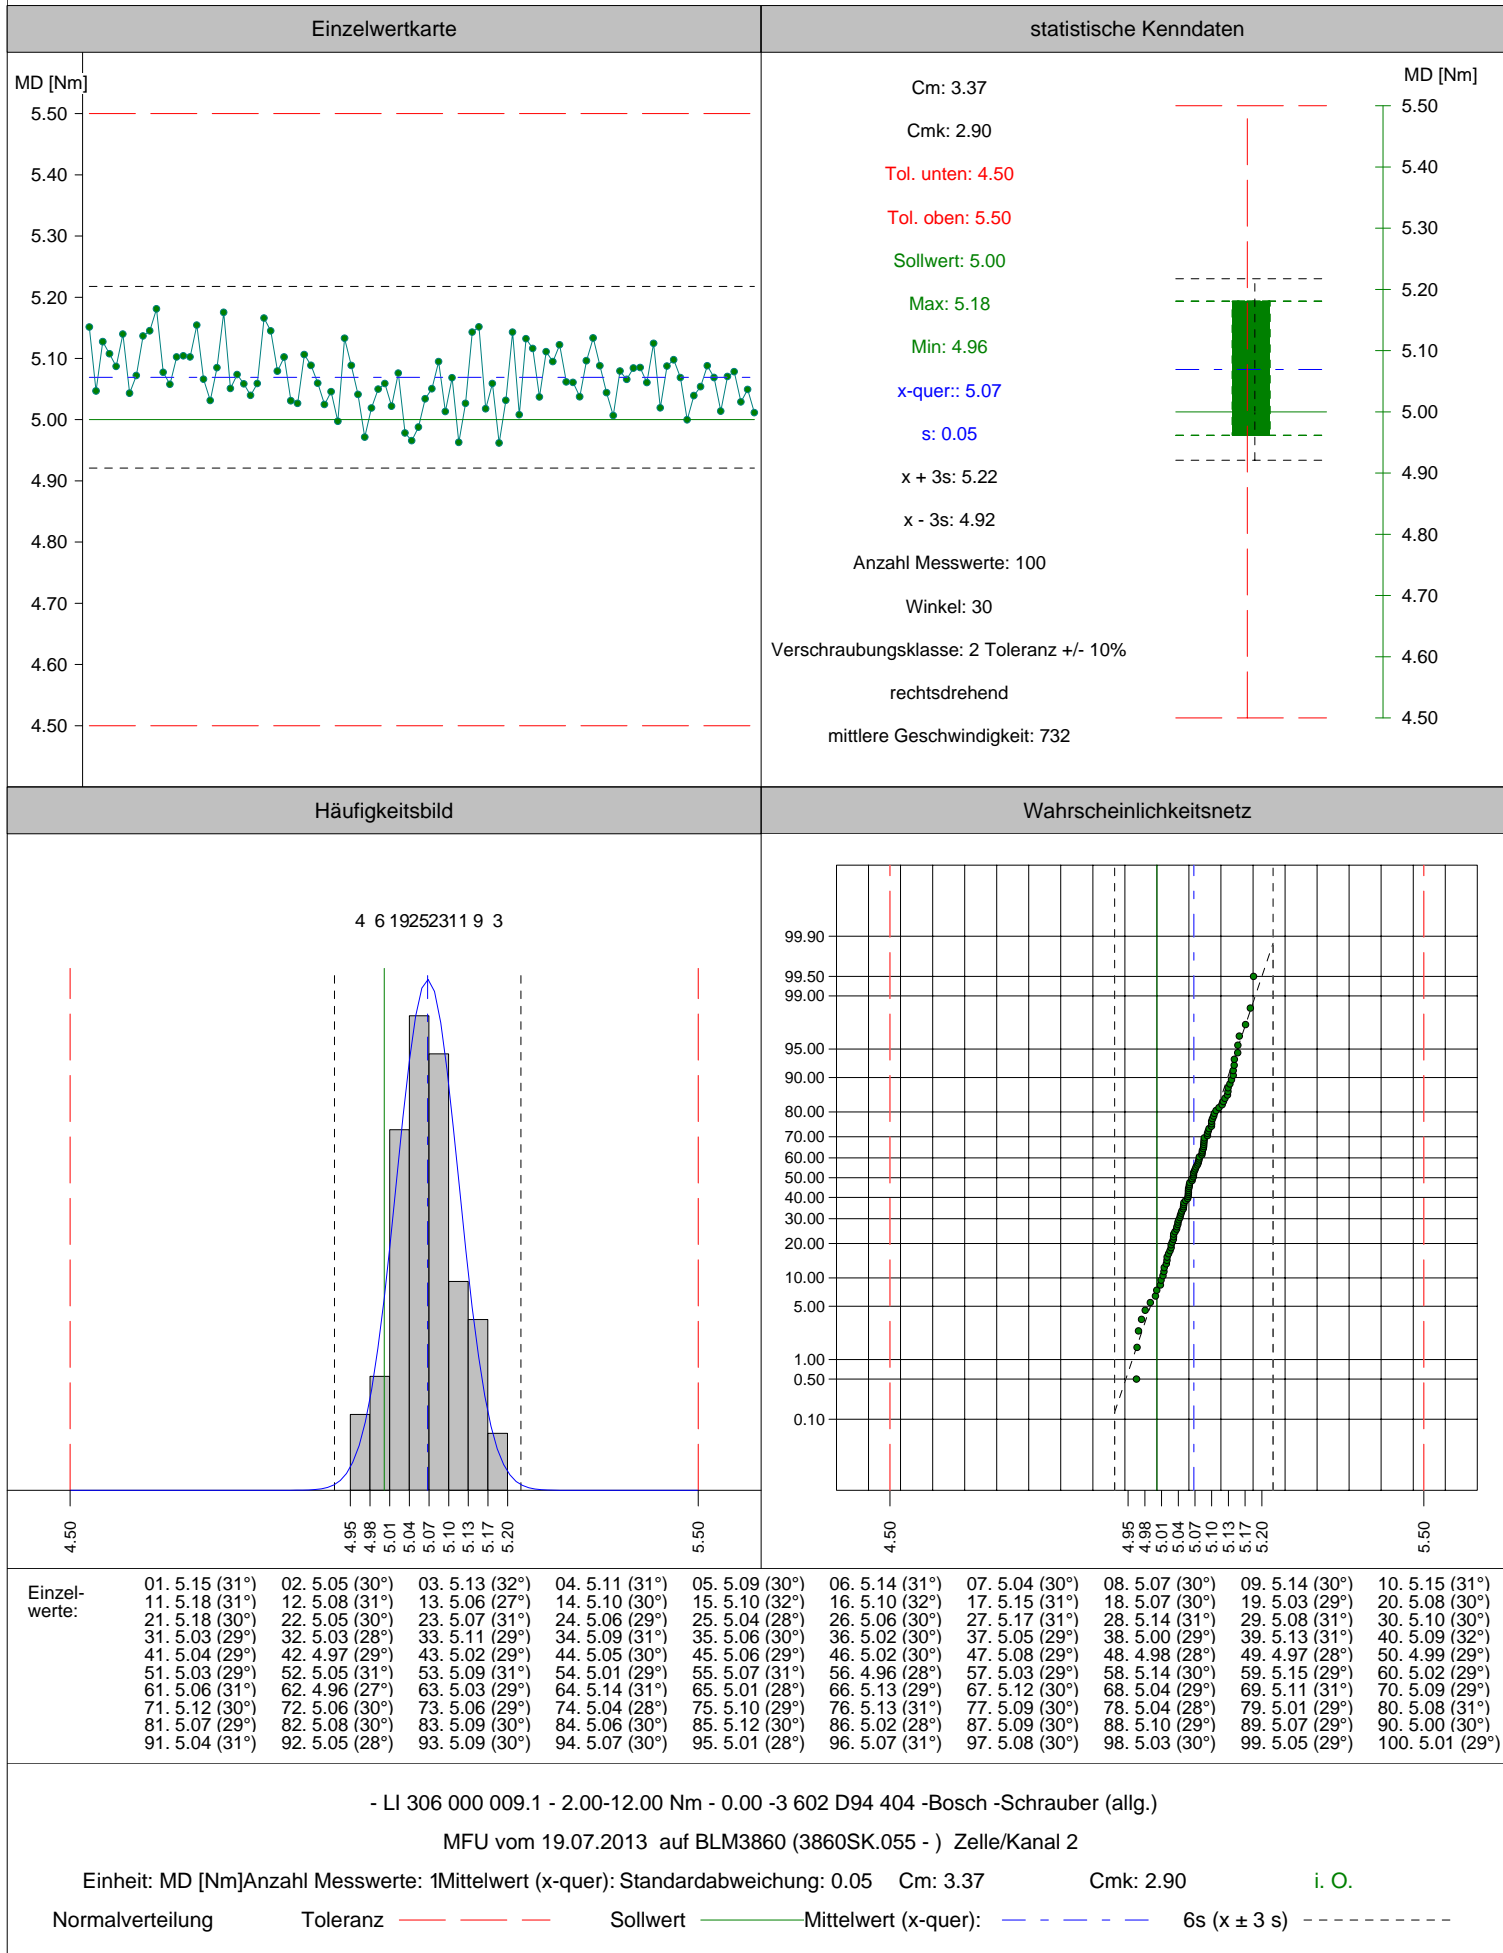 Einzelwertkarte
MD [Nm]
5.50
5.40
5.30
5.20
5.10
5.00
4.90
4.80
4.70
4.60
4.50
statistische Kenndaten
Cm: 3.37
Cmk: 2.90
Tol. unten: 4.50
Tol. oben: 5.50
Sollwert: 5.00
Max: 5.18
Min: 4.96
x-quer:: 5.07
s: 0.05
x + 3s: 5.22
x - 3s: 4.92
Anzahl Messwerte: 100
Winkel: 30
Verschraubungsklasse: 2 Toleranz +/- 10%
rechtsdrehend
mittlere Geschwindigkeit: 732
MD [Nm]
5.50
5.40
5.30
5.20
5.10
5.00
4.90
4.80
4.70
4.60
4.50
Häufigkeitsbild
4 6 19252311 9 3
4.50 4.95 4.98 5.01 5.04 5.07 5.10 5.13 5.17 5.20 5.50
Wahrscheinlichkeitsnetz
99.90
99.50
99.00
95.00
90.00
80.00
70.00
60.00
50.00
40.00
30.00
20.00
10.00
5.00
1.00
0.50
0.10
4.50 4.95 4.98 5.01 5.04 5.07 5.10 5.13 5.17 5.20 5.50
Einzel-
werte:
01. 5.15 (31°) 02. 5.05 (30°) 03. 5.13 (32°) 04. 5.11 (31°) 05. 5.09 (30°) 06. 5.14 (31°) 07. 5.04 (30°) 08. 5.07 (30°) 09. 5.14 (30°) 10. 5.15 (31°)
11. 5.18 (31°) 12. 5.08 (31°) 13. 5.06 (27°) 14. 5.10 (30°) 15. 5.10 (32°) 16. 5.10 (32°) 17. 5.15 (31°) 18. 5.07 (30°) 19. 5.03 (29°) 20. 5.08 (30°)
21. 5.18 (30°) 22. 5.05 (30°) 23. 5.07 (31°) 24. 5.06 (29°) 25. 5.04 (28°) 26. 5.06 (30°) 27. 5.17 (31°) 28. 5.14 (31°) 29. 5.08 (31°) 30. 5.10 (30°)
31. 5.03 (29°) 32. 5.03 (28°) 33. 5.11 (29°) 34. 5.09 (31°) 35. 5.06 (30°) 36. 5.02 (30°) 37. 5.05 (29°) 38. 5.00 (29°) 39. 5.13 (31°) 40. 5.09 (32°)
41. 5.04 (29°) 42. 4.97 (29°) 43. 5.02 (29°) 44. 5.05 (30°) 45. 5.06 (29°) 46. 5.02 (30°) 47. 5.08 (29°) 48. 4.98 (28°) 49. 4.97 (28°) 50. 4.99 (29°)
51. 5.03 (29°) 52. 5.05 (31°) 53. 5.09 (31°) 54. 5.01 (29°) 55. 5.07 (31°) 56. 4.96 (28°) 57. 5.03 (29°) 58. 5.14 (30°) 59. 5.15 (29°) 60. 5.02 (29°)
61. 5.06 (31°) 62. 4.96 (27°) 63. 5.03 (29°) 64. 5.14 (31°) 65. 5.01 (28°) 66. 5.13 (29°) 67. 5.12 (30°) 68. 5.04 (29°) 69. 5.11 (31°) 70. 5.09 (29°)
71. 5.12 (30°) 72. 5.06 (30°) 73. 5.06 (29°) 74. 5.04 (28°) 75. 5.10 (29°) 76. 5.13 (31°) 77. 5.09 (30°) 78. 5.04 (28°) 79. 5.01 (29°) 80. 5.08 (31°)
81. 5.07 (29°) 82. 5.08 (30°) 83. 5.09 (30°) 84. 5.06 (30°) 85. 5.12 (30°) 86. 5.02 (28°) 87. 5.09 (30°) 88. 5.10 (29°) 89. 5.07 (29°) 90. 5.00 (30°)
91. 5.04 (31°) 92. 5.05 (28°) 93. 5.09 (30°) 94. 5.07 (30°) 95. 5.01 (28°) 96. 5.07 (31°) 97. 5.08 (30°) 98. 5.03 (30°) 99. 5.05 (29°) 100. 5.01 (29°)
- LI 306 000 009.1 - 2.00-12.00 Nm - 0.00 -3 602 D94 404 -Bosch -Schrauber (allg.)
MFU vom 19.07.2013 auf BLM3860 (3860SK.055 - ) Zelle/Kanal 2
Einheit: MD [Nm]Anzahl Messwerte: 1Mittelwert (x-quer): Standardabweichung: 0.05 Cm: 3.37 Cmk: 2.90 i. O.
Normalverteilung Toleranz Sollwert Mittelwert (x-quer): 6s (x ± 3 s)